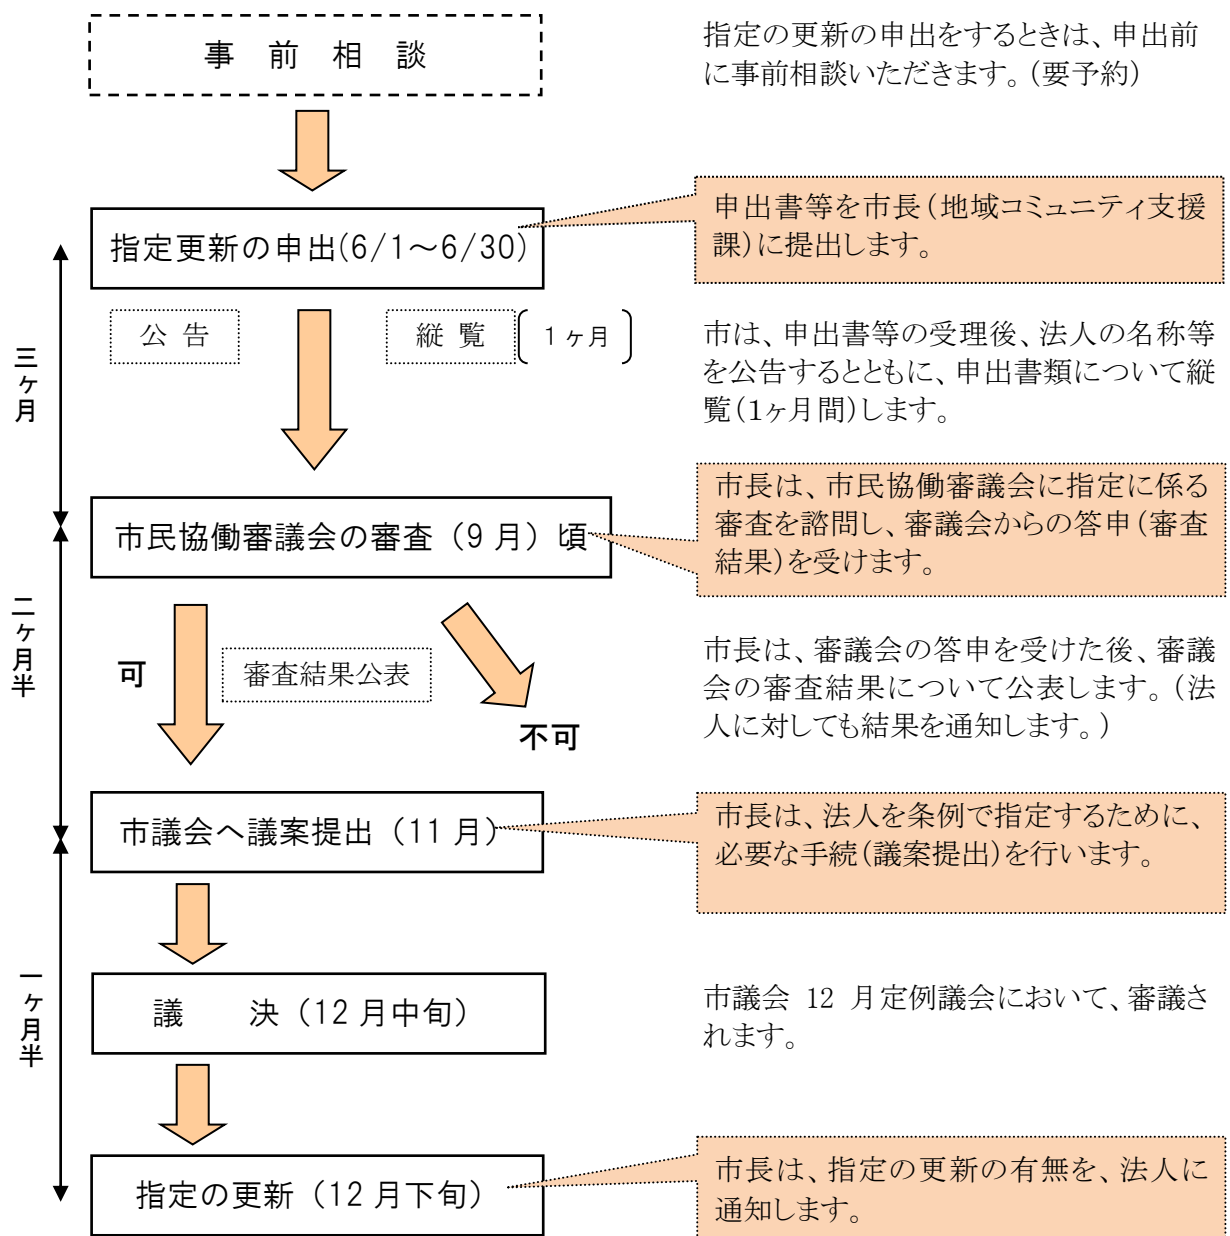 事 前 相 談
指定の更新の申出をするときは、申出前
に事前相談いただきます。（要予約）
指定更新の申出(6/1～6/30)
申出書等を市長（地域コミュニティ支援
課）に提出します。
公 告
縦 覧
1ヶ月
市は、申出書等の受理後、法人の名称等
を公告するとともに、申出書類について縦
覧（1ヶ月間）します。
三ヶ月
市民協働審議会の審査（9月）頃
市長は、市民協働審議会に指定に係る
審査を諮問し、審議会からの答申（審査
結果）を受けます。
二ヶ月半
可
審査結果公表
不可
市長は、審議会の答申を受けた後、審議
会の審査結果について公表します。（法
人に対しても結果を通知します。）
市議会へ議案提出（11月）
市長は、法人を条例で指定するために、
必要な手続（議案提出）を行います。
一ヶ月半
議 決（12月中旬）
市議会 12 月定例議会において、審議さ
れます。
指定の更新（12月下旬）
市長は、指定の更新の有無を、法人に
通知します。